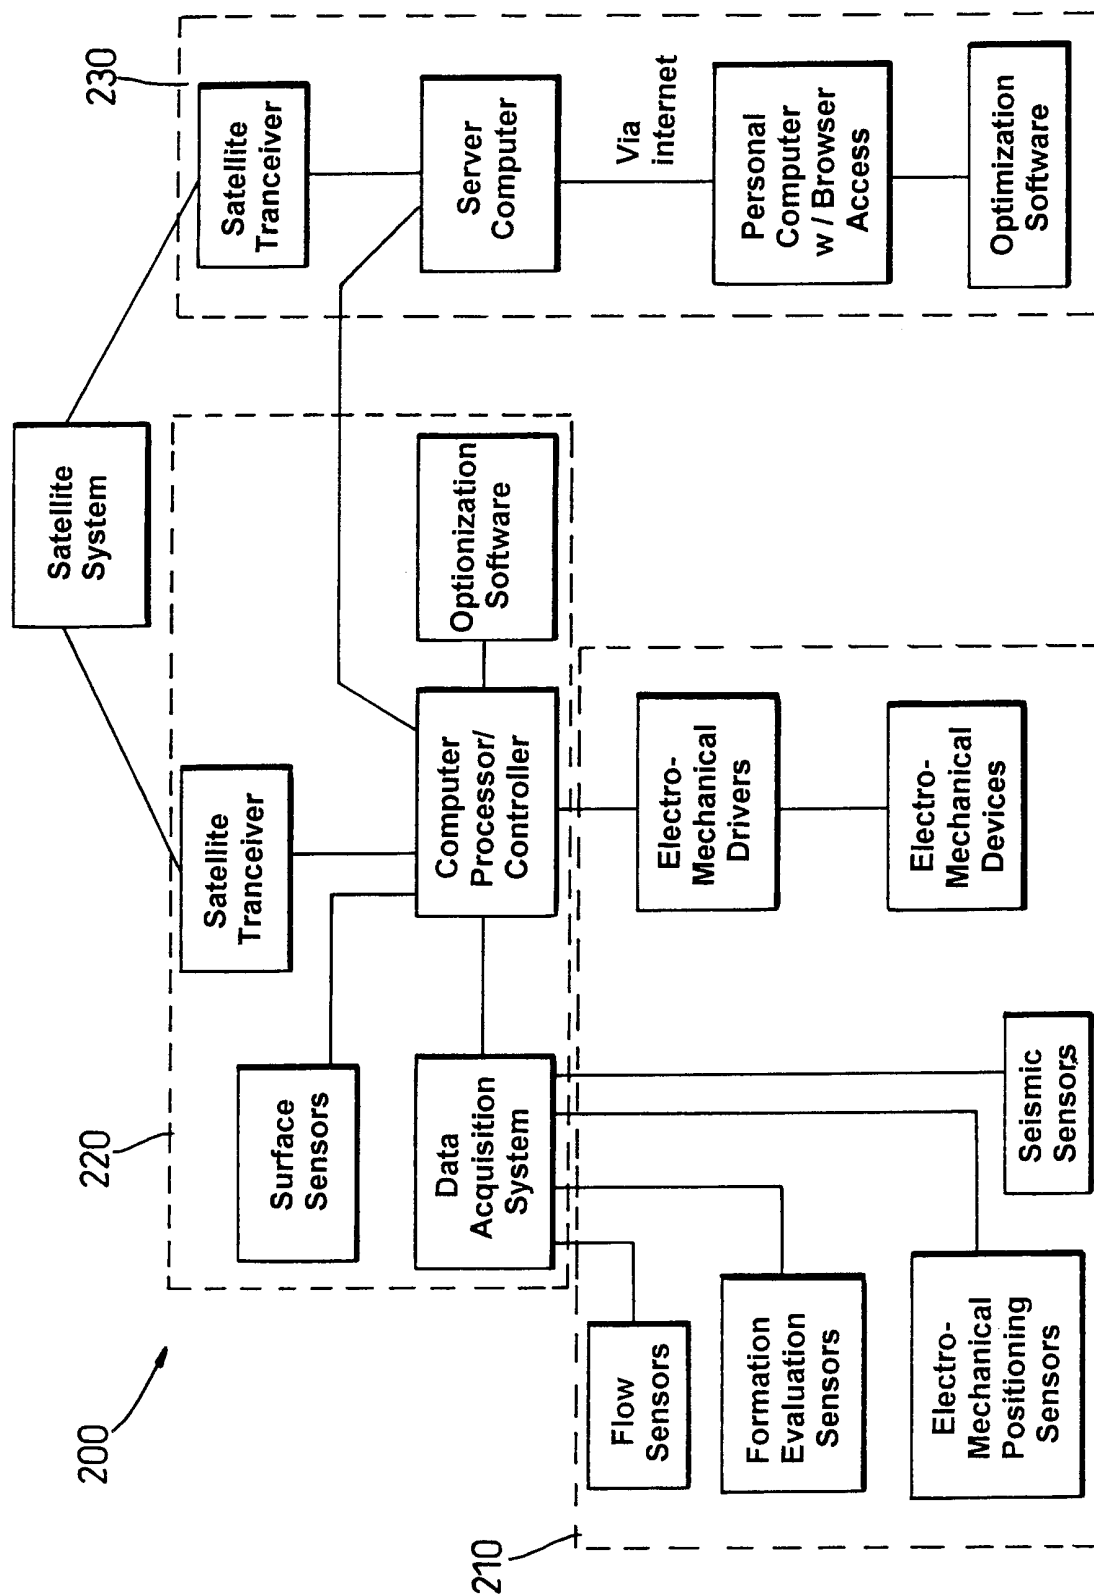 200
Satellite
System
220
Satellite
Tranceiver
Surface
Sensors
Data
Acquisition
System
Computer
Processor/
Controller
Optionization
Software
230
Satellite
Tranceiver
Server
Computer
Via
internet
Personal
Computer
w / Browser
Access
Optimization
Software
210
Flow
Sensors
Formation
Evaluation
Sensors
Electro-
Mechanical
Positioning
Sensors
Seismic
Sensors
Electro-
Mechanical
Drivers
Electro-
Mechanical
Devices